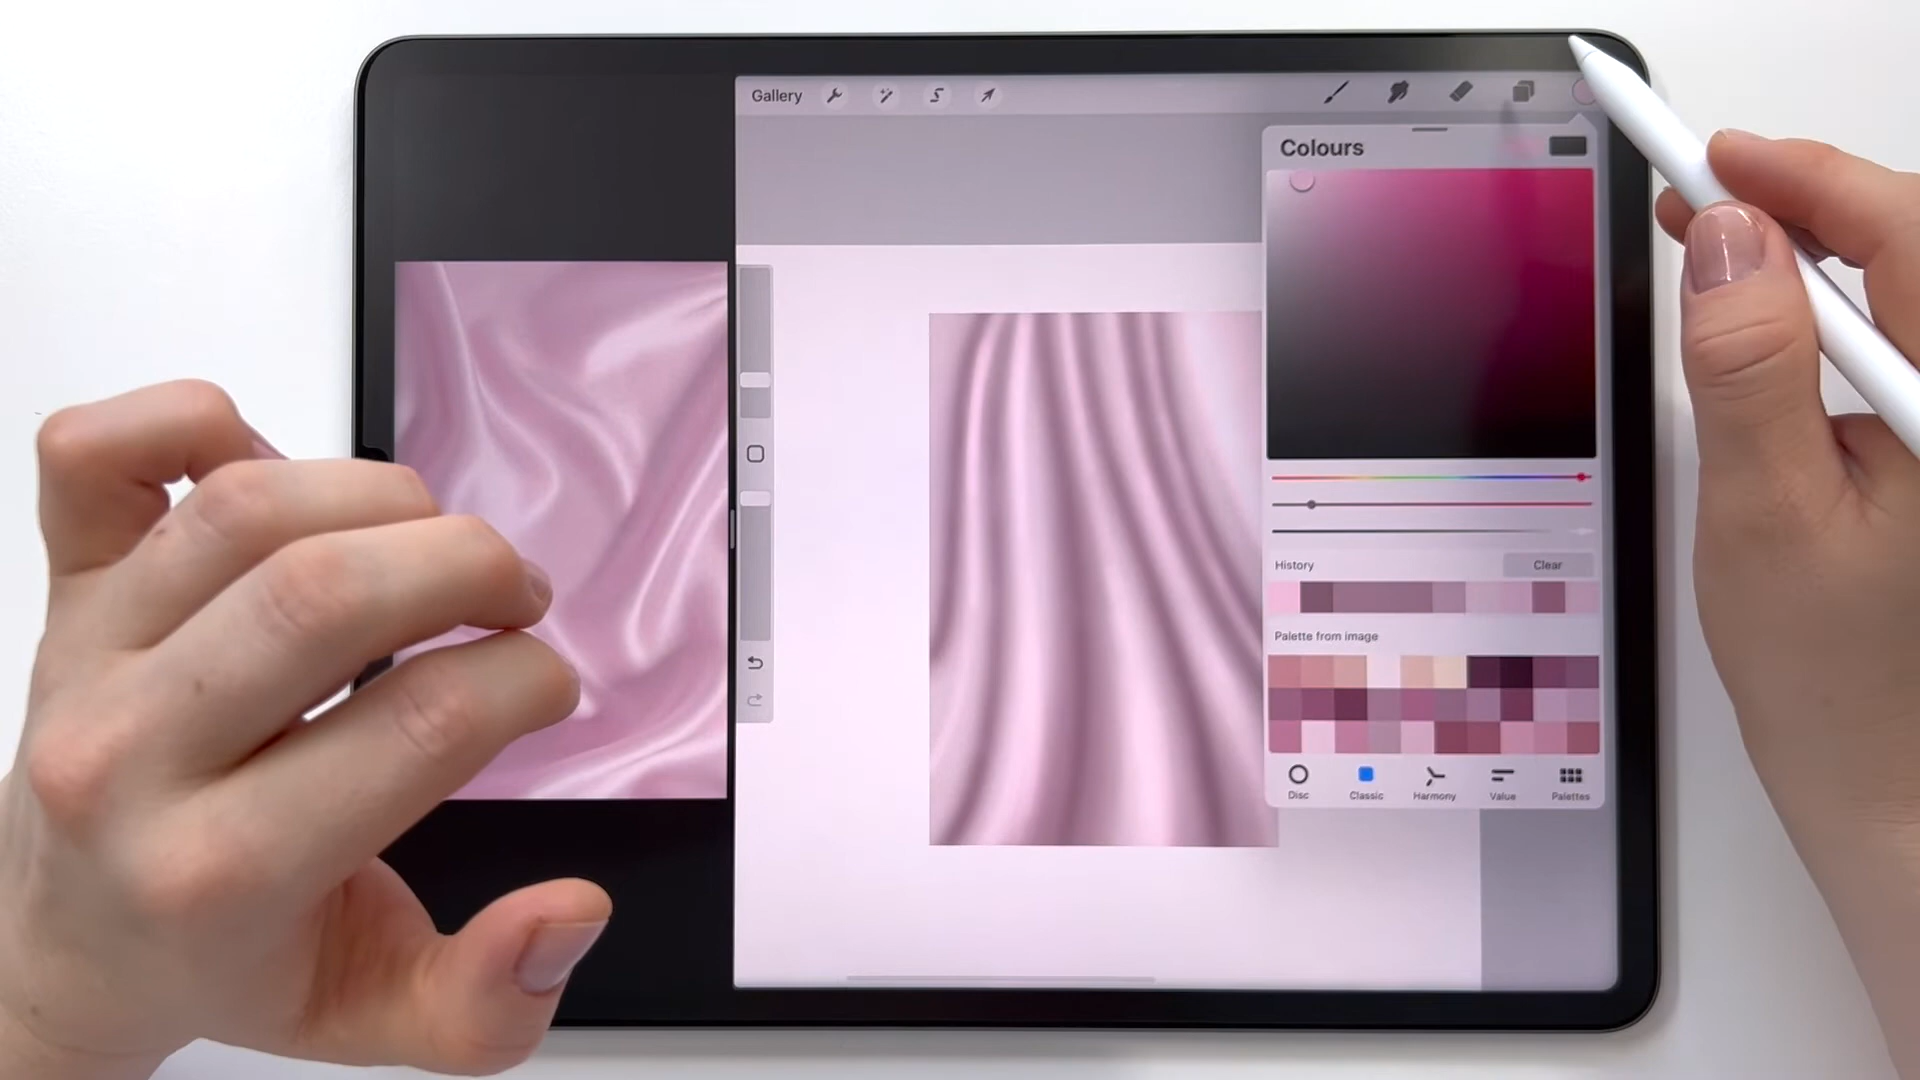 Gallery
Colours
History
Clear
Palette from image
Disc
Classic
Harmony
Value
Palettes